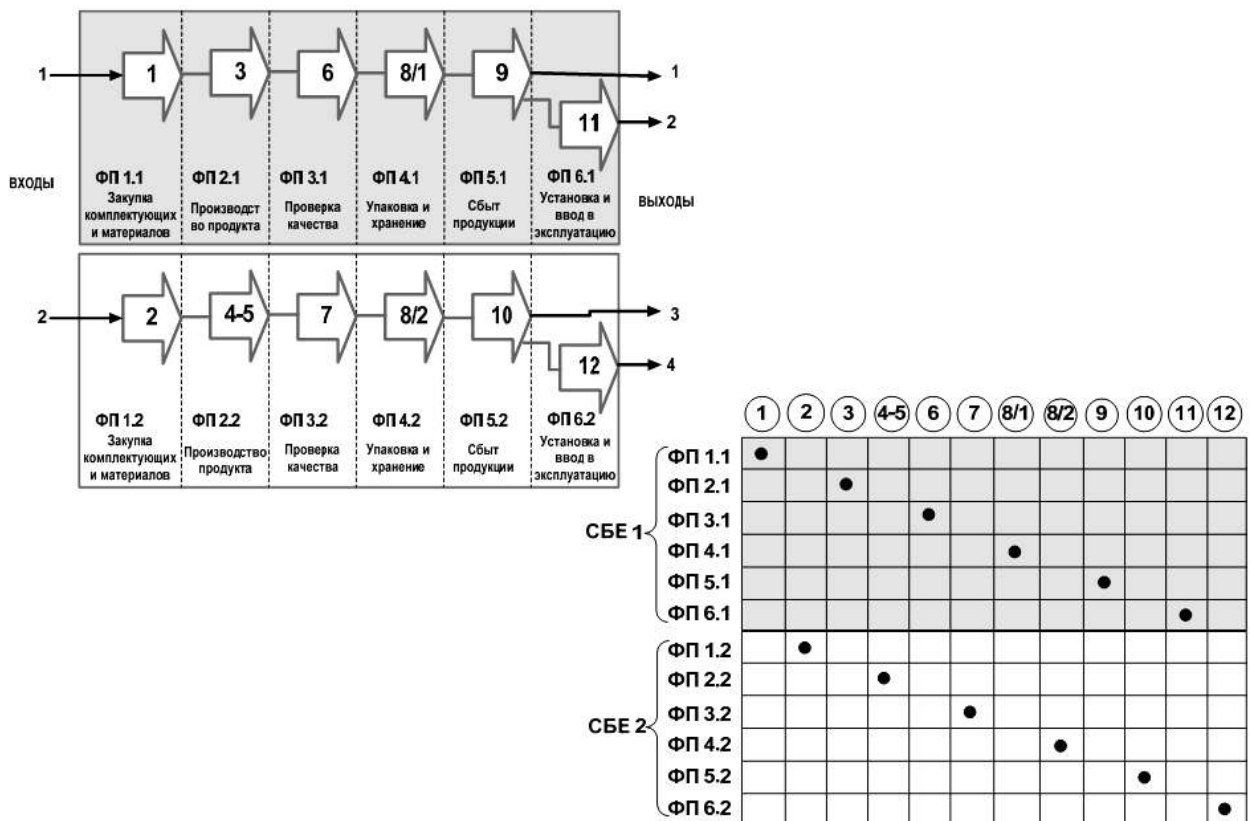 1 1 3 6 8/1 9 1
11 2
ВХОДЫ
ВЫХОДЫ
ФП 1.1 ФП 2.1 ФП 3.1 ФП 4.1 ФП 5.1 ФП 6.1
Закупка
комплектующих
и материалов
Производст
во продукта
Проверка
качества
Упаковка и
хранение
Сбыт
продукции
Установка и
ввод в
эксплуатацию
2 2 4-5 7 8/2 10 3
12 4
ФП 1.2 ФП 2.2 ФП 3.2 ФП 4.2 ФП 5.2 ФП 6.2
Закупка
комплектующих
и материалов
Производство
продукта
Проверка
качества
Упаковка и
хранение
Сбыт
продукции
Установка и
ввод в
эксплуатацию
1 2 3 4-5 6 7 8/1 8/2 9 10 11 12
СБЕ 1
ФП 1.1
ФП 2.1
ФП 3.1
ФП 4.1
ФП 5.1
ФП 6.1
СБЕ 2
ФП 1.2
ФП 2.2
ФП 3.2
ФП 4.2
ФП 5.2
ФП 6.2